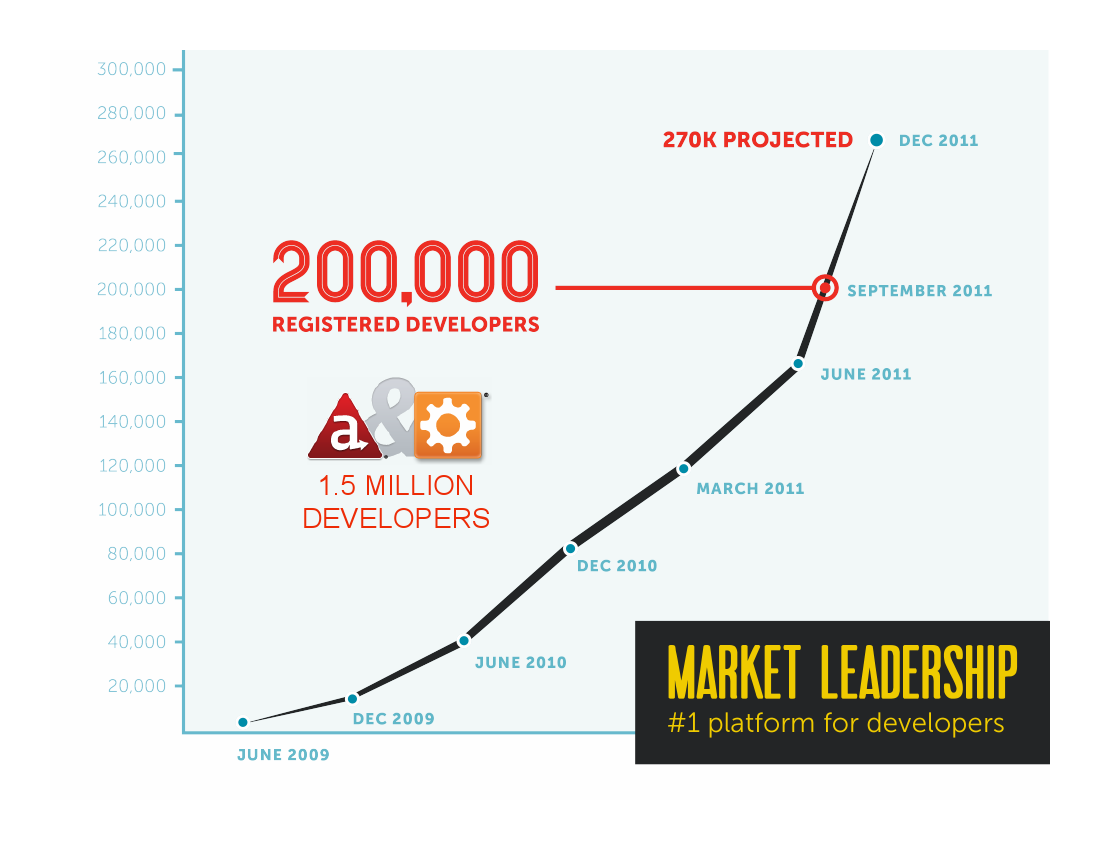 300,000
280,000
260,000
240,000
220,000
200,000
180,000
160,000
140,000
120,000
100,000
80,000
60,000
40,000
20,000
270K PROJECTED
DEC 2011
200,000
REGISTERED DEVELOPERS
SEPTEMBER 2011
JUNE 2011
a&
1.5 MILLION
DEVELOPERS
MARCH 2011
DEC 2010
JUNE 2010
DEC 2009
JUNE 2009
MARKET LEADERSHIP
#1 platform for developers